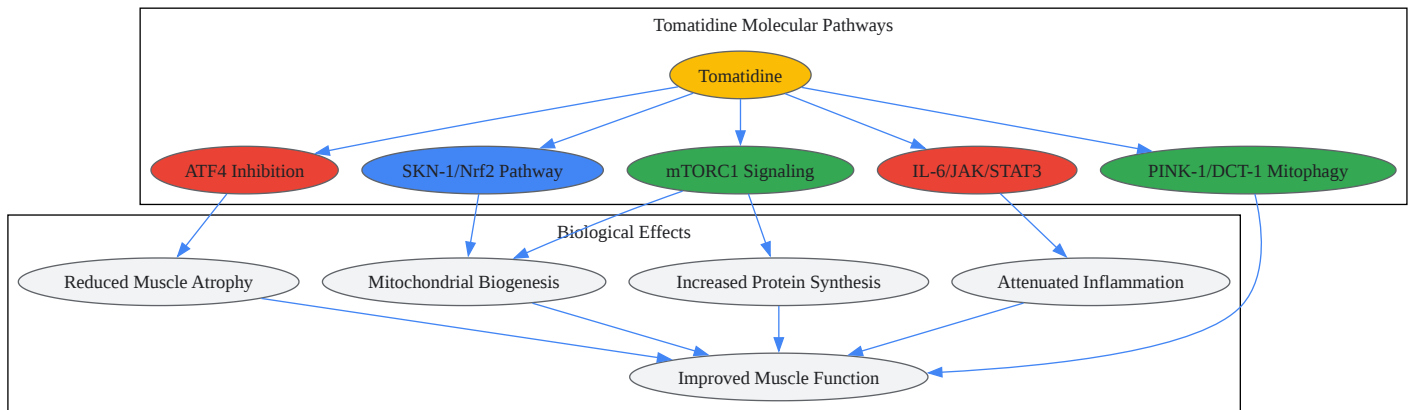 Tomatidine Molecular Pathways
Tomatidine
ATF4 Inhibition
SKN-1/Nrf2 Pathway
mTORC1 Signaling
IL-6/JAK/STAT3
PINK-1/DCT-1 Mitophagy
Biological Effects
Reduced Muscle Atrophy
Mitochondrial Biogenesis
Increased Protein Synthesis
Attenuated Inflammation
Improved Muscle Function